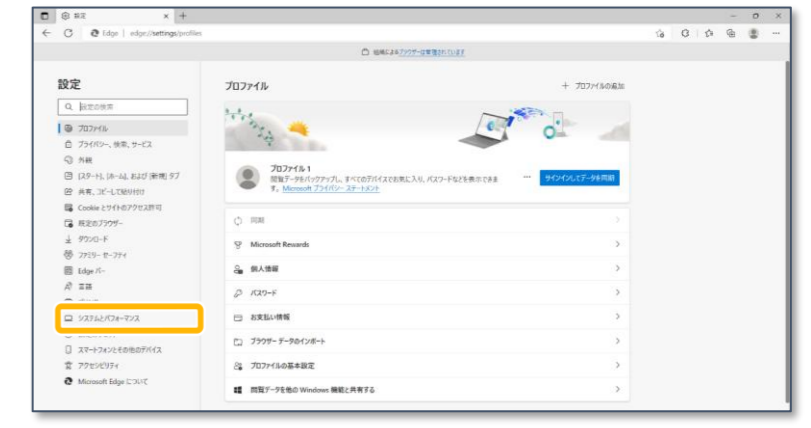 設定
Edge | edge://settings/profiles
組織によってブラウザーは管理されています
設定
設定の検索
プロファイル
プライバシー、検索、サービス
外観
[スタート]、[ホーム]、および [新規] タブ
共有、コピーして貼り付け
Cookie とサイトのアクセス許可
既定のブラウザー
ダウンロード
ファミリー セーフティ
Edge バー
言語
システムとパフォーマンス
スマートフォンとその他のデバイス
アクセシビリティ
Microsoft Edge について
プロファイル
+ プロファイルの追加
プロファイル 1
閲覧データをバックアップし、すべてのデバイスでお気に入り、パスワードなどを表示できま
す。Microsoft プライバシー ステートメント
サインインしてデータを同期
同期
Microsoft Rewards
個人情報
パスワード
お支払い情報
ブラウザー データのインポート
プロファイルの基本設定
閲覧データを他の Windows 機能と共有する